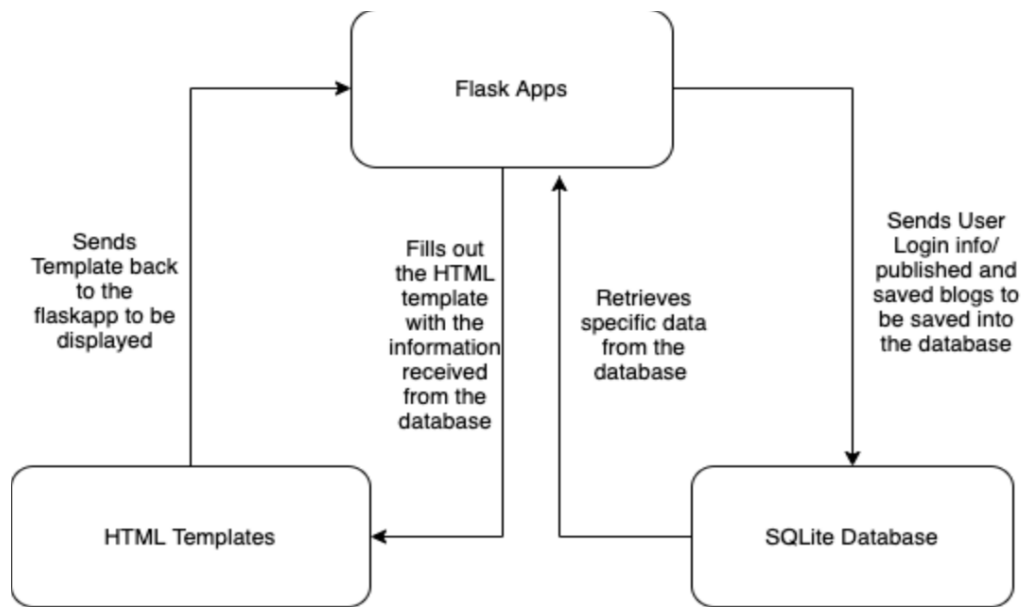 Flask Apps
Sends
Template back
to the
flaskapp to be
displayed
Fills out
the HTML
template
with the
information
received
from the
database
Retrieves
specific data
from the
database
Sends User
Login info/
published and
saved blogs to
be saved into
the database
HTML Templates
SQLite Database